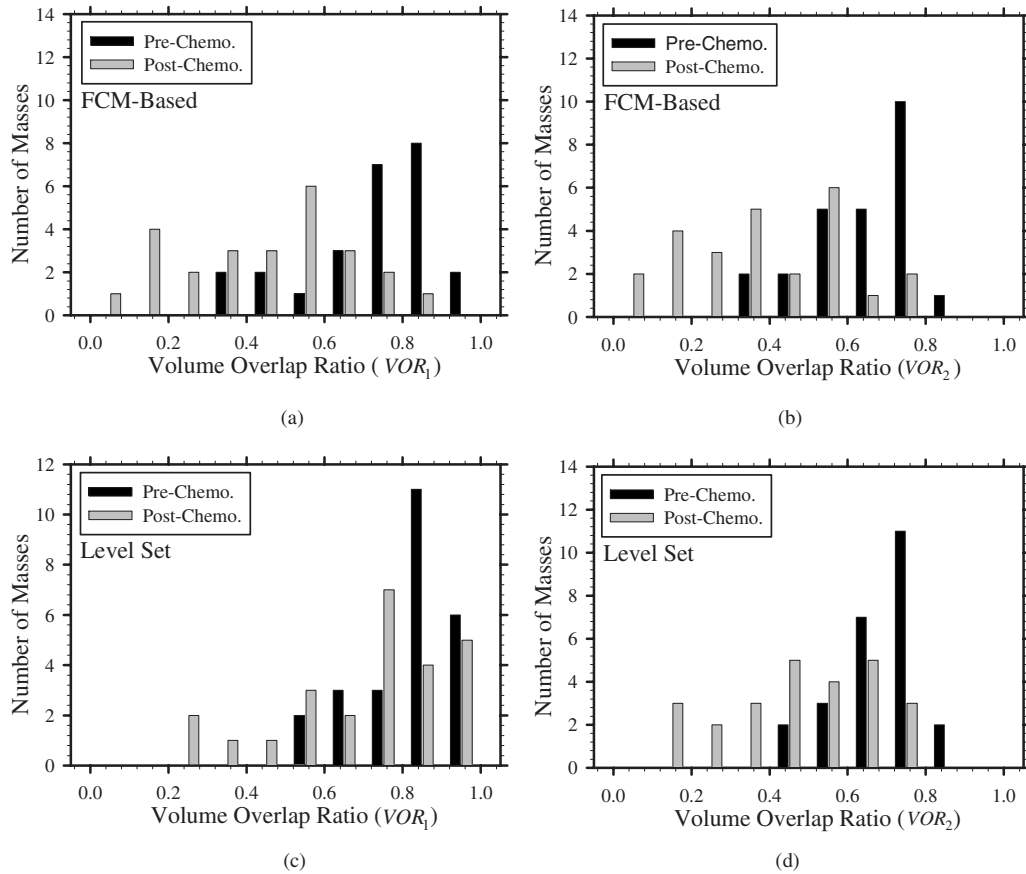 14
12
10
8
6
4
2
0
Number of Masses
Pre-Chemo.
Post-Chemo.
FCM-Based
0.0 0.2 0.4 0.6 0.8 1.0
Volume Overlap Ratio ( VOR1)
(a)
14
12
10
8
6
4
2
0
Number of Masses
Pre-Chemo.
Post-Chemo.
FCM-Based
0.0 0.2 0.4 0.6 0.8 1.0
Volume Overlap Ratio (VOR2 )
(b)
12
10
8
6
4
2
0
Number of Masses
Pre-Chemo.
Post-Chemo.
Level Set
0.0 0.2 0.4 0.6 0.8 1.0
Volume Overlap Ratio (VOR1)
(c)
14
12
10
8
6
4
2
0
Number of Masses
Pre-Chemo.
Post-Chemo.
Level Set
0.0 0.2 0.4 0.6 0.8 1.0
Volume Overlap Ratio (VOR2)
(d)